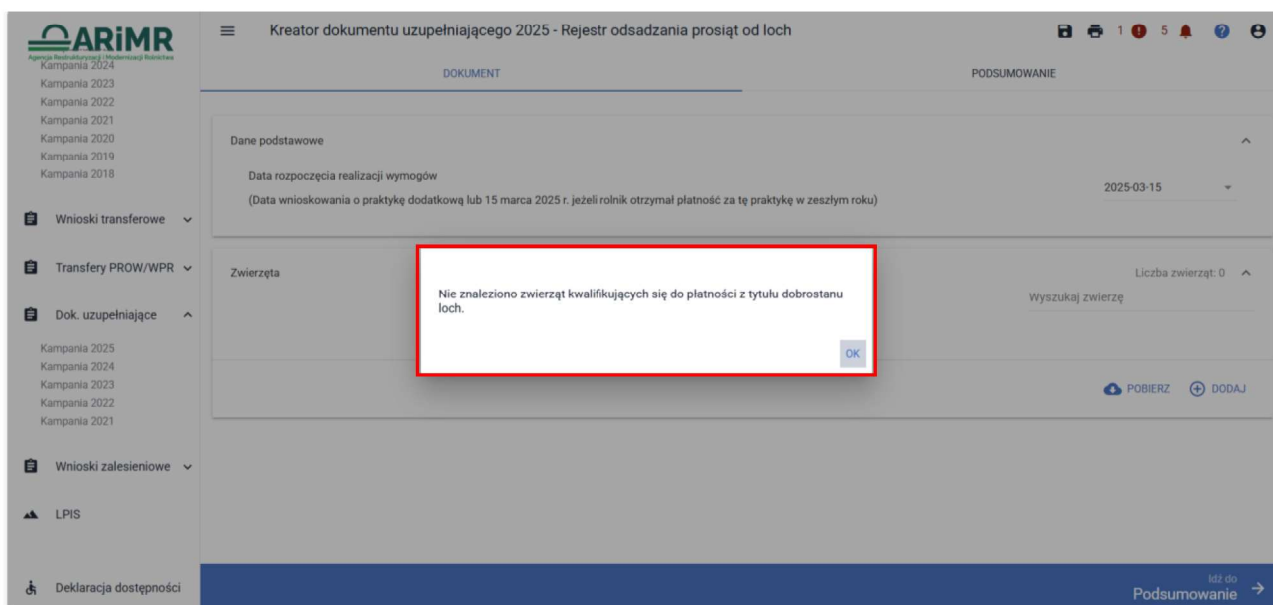 ARiMR
Agencja Restrukturyzacji i Modernizacji Rolnictwa
Kampania 2024
Kampania 2023
Kampania 2022
Kampania 2021
Kampania 2020
Kampania 2019
Kampania 2018
Wnioski transferowe
Transfery PROW/WPR
Dok. uzupełniające
Kampania 2025
Kampania 2024
Kampania 2023
Kampania 2022
Kampania 2021
Wnioski zalesieniowe
LPIS
Deklaracja dostępności
Kreator dokumentu uzupełniającego 2025 - Rejestr odsadzania prosiąt od loch
1 5
DOKUMENT PODSUMOWANIE
Dane podstawowe
Data rozpoczęcia realizacji wymogów
(Data wnioskowania o praktykę dodatkową lub 15 marca 2025 r. jeżeli rolnik otrzymał płatność za tę praktykę w zeszłym roku)
2025-03-15
Zwierzęta
Liczba zwierząt: 0
Wyszukaj zwierzę
Nie znaleziono zwierząt kwalifikujących się do płatności z tytułu dobrostanu
loch.
OK
POBIERZ DODAJ
Idź do
Podsumowanie